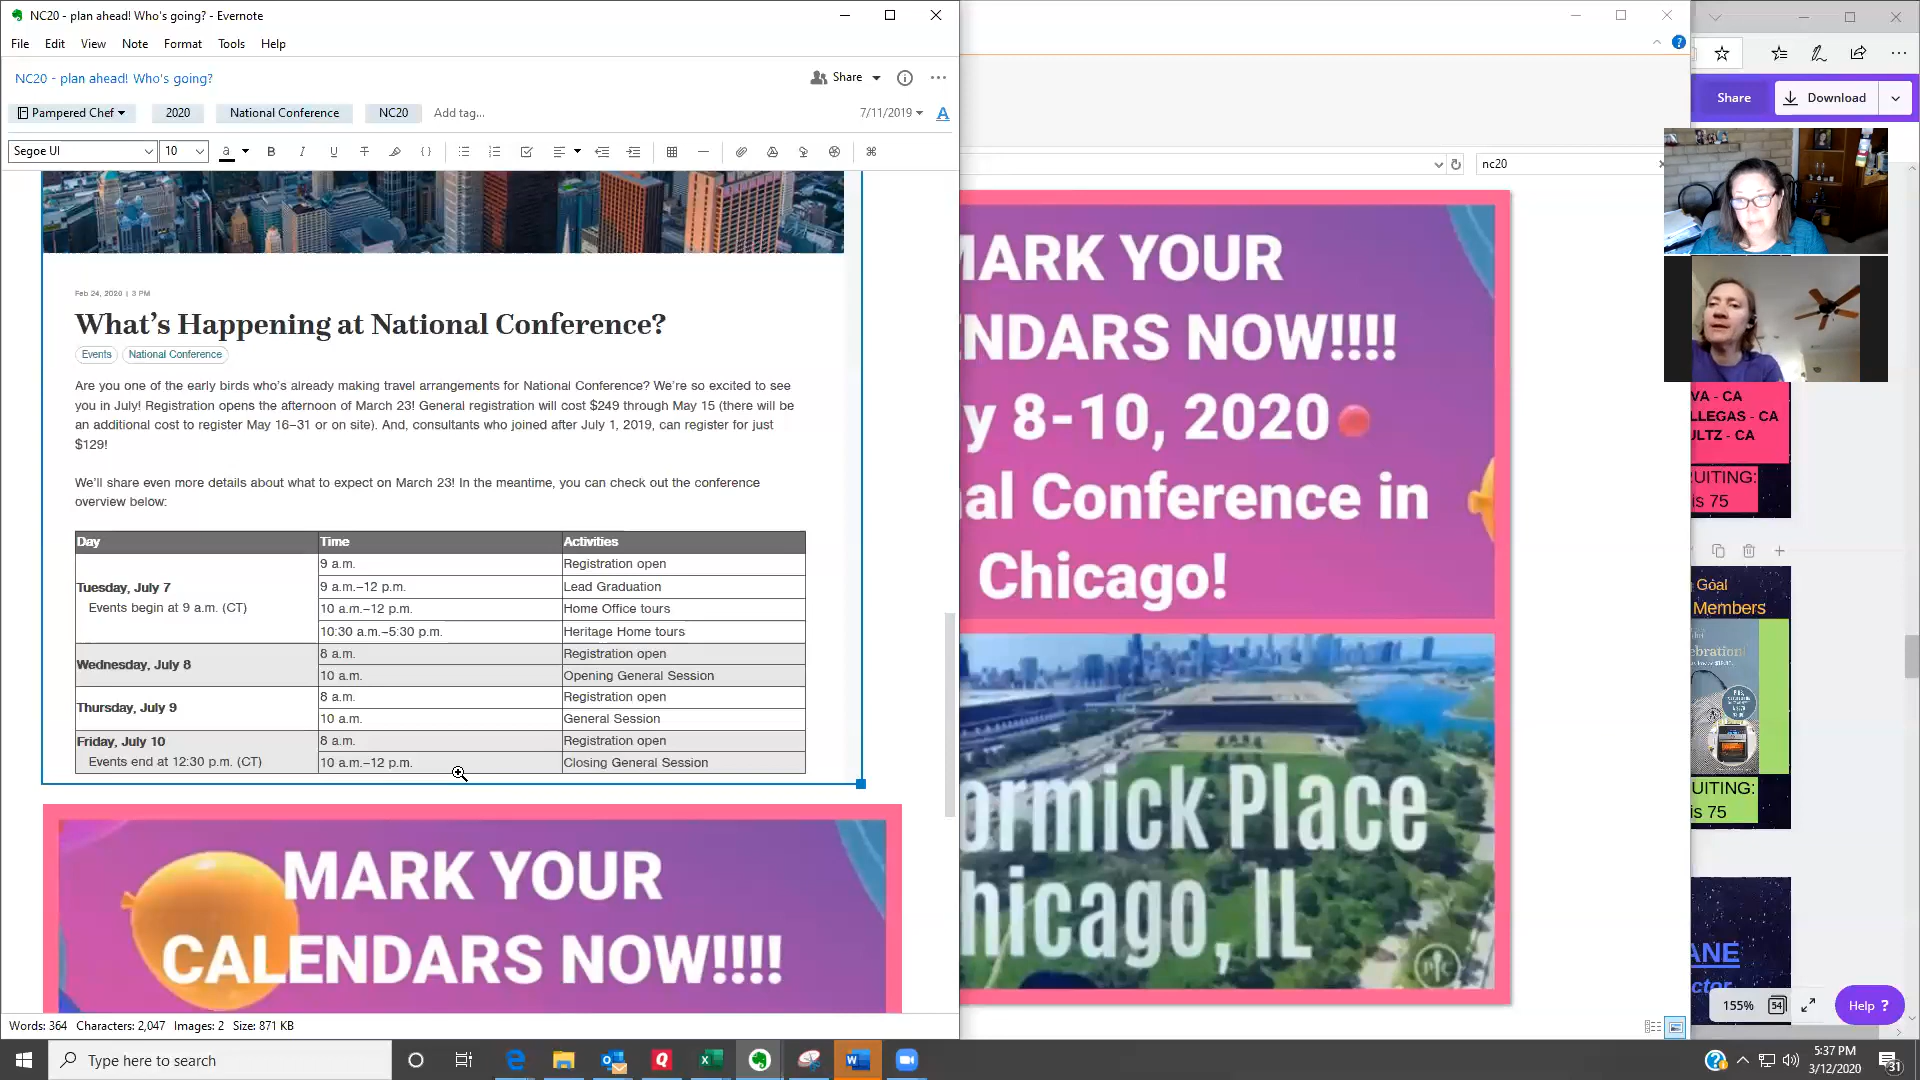 NC20 - plan ahead! Who's going? - Evernote
File Edit View Note Format Tools Help
NC20 - plan ahead! Who's going?
Share
Pampered Chef 2020 National Conference NC20 Add tag...
7/11/2019
Segoe UI 10
Feb 24, 2020 | 3 PM
What's Happening at National Conference?
Events National Conference
Are you one of the early birds who's already making travel arrangements for National Conference? We're so excited to see
you in July! Registration opens the afternoon of March 23! General registration will cost $249 through May 15 (there will be
an additional cost to register May 16–31 or on site). And, consultants who joined after July 1, 2019, can register for just
$129!
We'll share even more details about what to expect on March 23! In the meantime, you can check out the conference
overview below:
Day Time Activities
Tuesday, July 7
Events begin at 9 a.m. (CT)
9 a.m. Registration open
9 a.m.–12 p.m. Lead Graduation
10 a.m.–12 p.m. Home Office tours
10:30 a.m.–5:30 p.m. Heritage Home tours
Wednesday, July 8
8 a.m. Registration open
10 a.m. Opening General Session
Thursday, July 9
8 a.m. Registration open
10 a.m. General Session
Friday, July 10
Events end at 12:30 p.m. (CT)
8 a.m. Registration open
10 a.m.–12 p.m. Closing General Session
MARK YOUR
CALENDARS NOW!!!!
Words: 364 Characters: 2,047 Images: 2 Size: 871 KB
nc20
MARK YOUR
ENDARS NOW!!!!
y 8-10, 2020
nal Conference in
Chicago!
ormick Place
hicago, IL
Share Download
VA - CA
LLEGAS - CA
ULTZ - CA
UITING:
is 75
Goal
Members
ebration!
UITING:
is 75
ANE
ctor
155% 54 Help ?
Type here to search
5:37 PM
3/12/2020
31